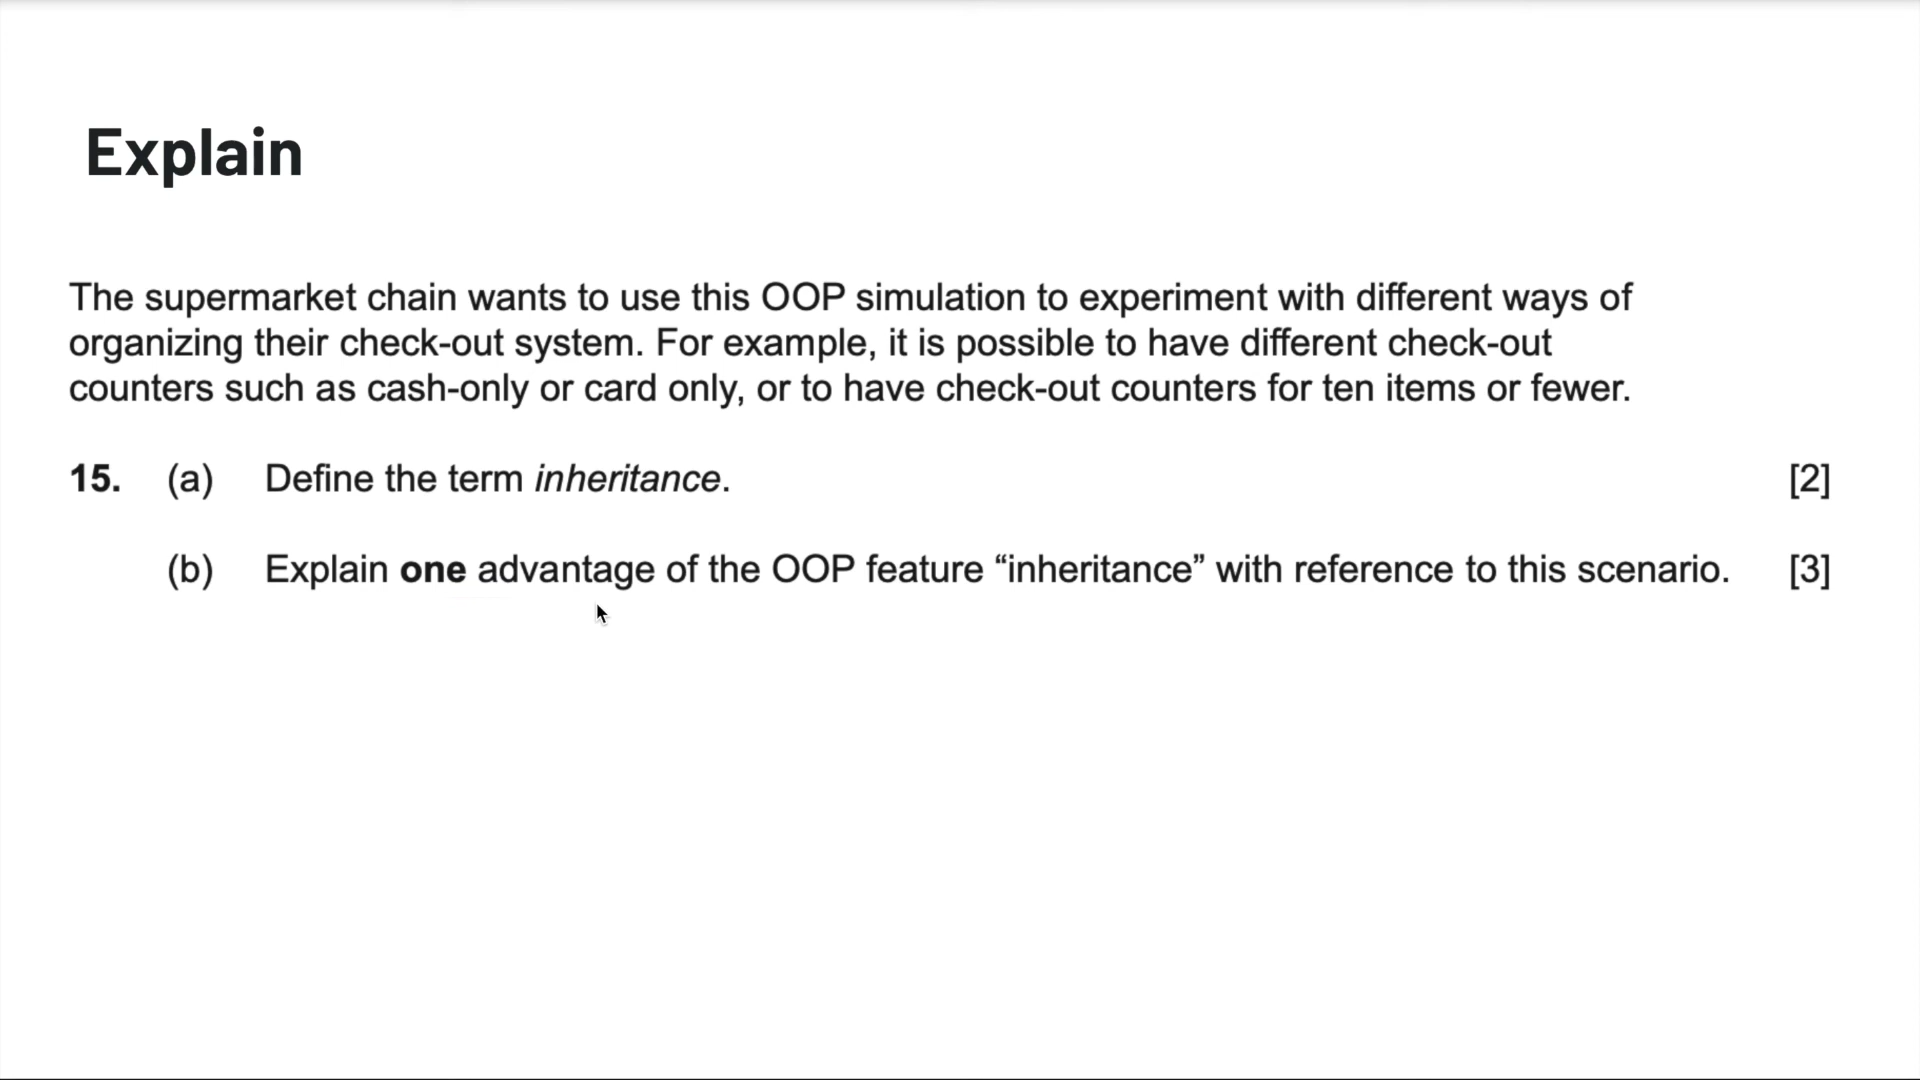 Explain
The supermarket chain wants to use this OOP simulation to experiment with different ways of
organizing their check-out system. For example, it is possible to have different check-out
counters such as cash-only or card only, or to have check-out counters for ten items or fewer.
15. (a) Define the term inheritance. [2]
(b) Explain one advantage of the OOP feature “inheritance” with reference to this scenario. [3]